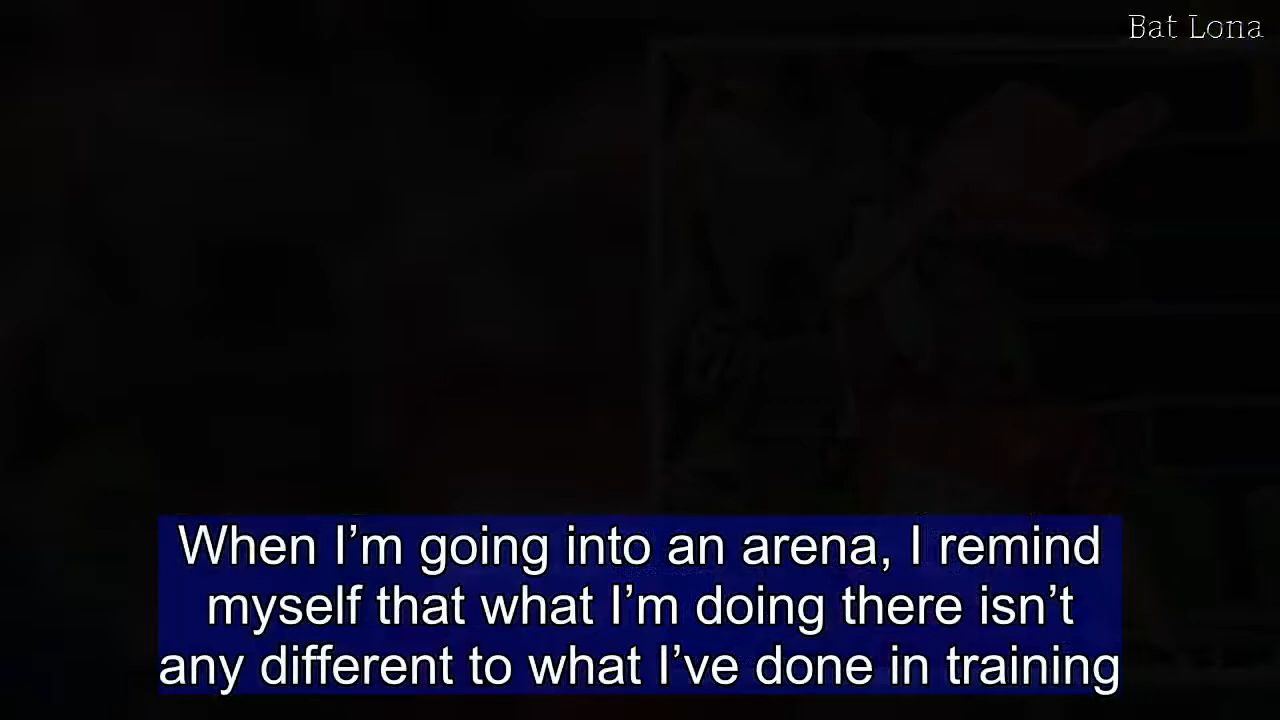 Bat Lona
When I’m going into an arena, I remind
myself that what I’m doing there isn’t
any different to what I’ve done in training